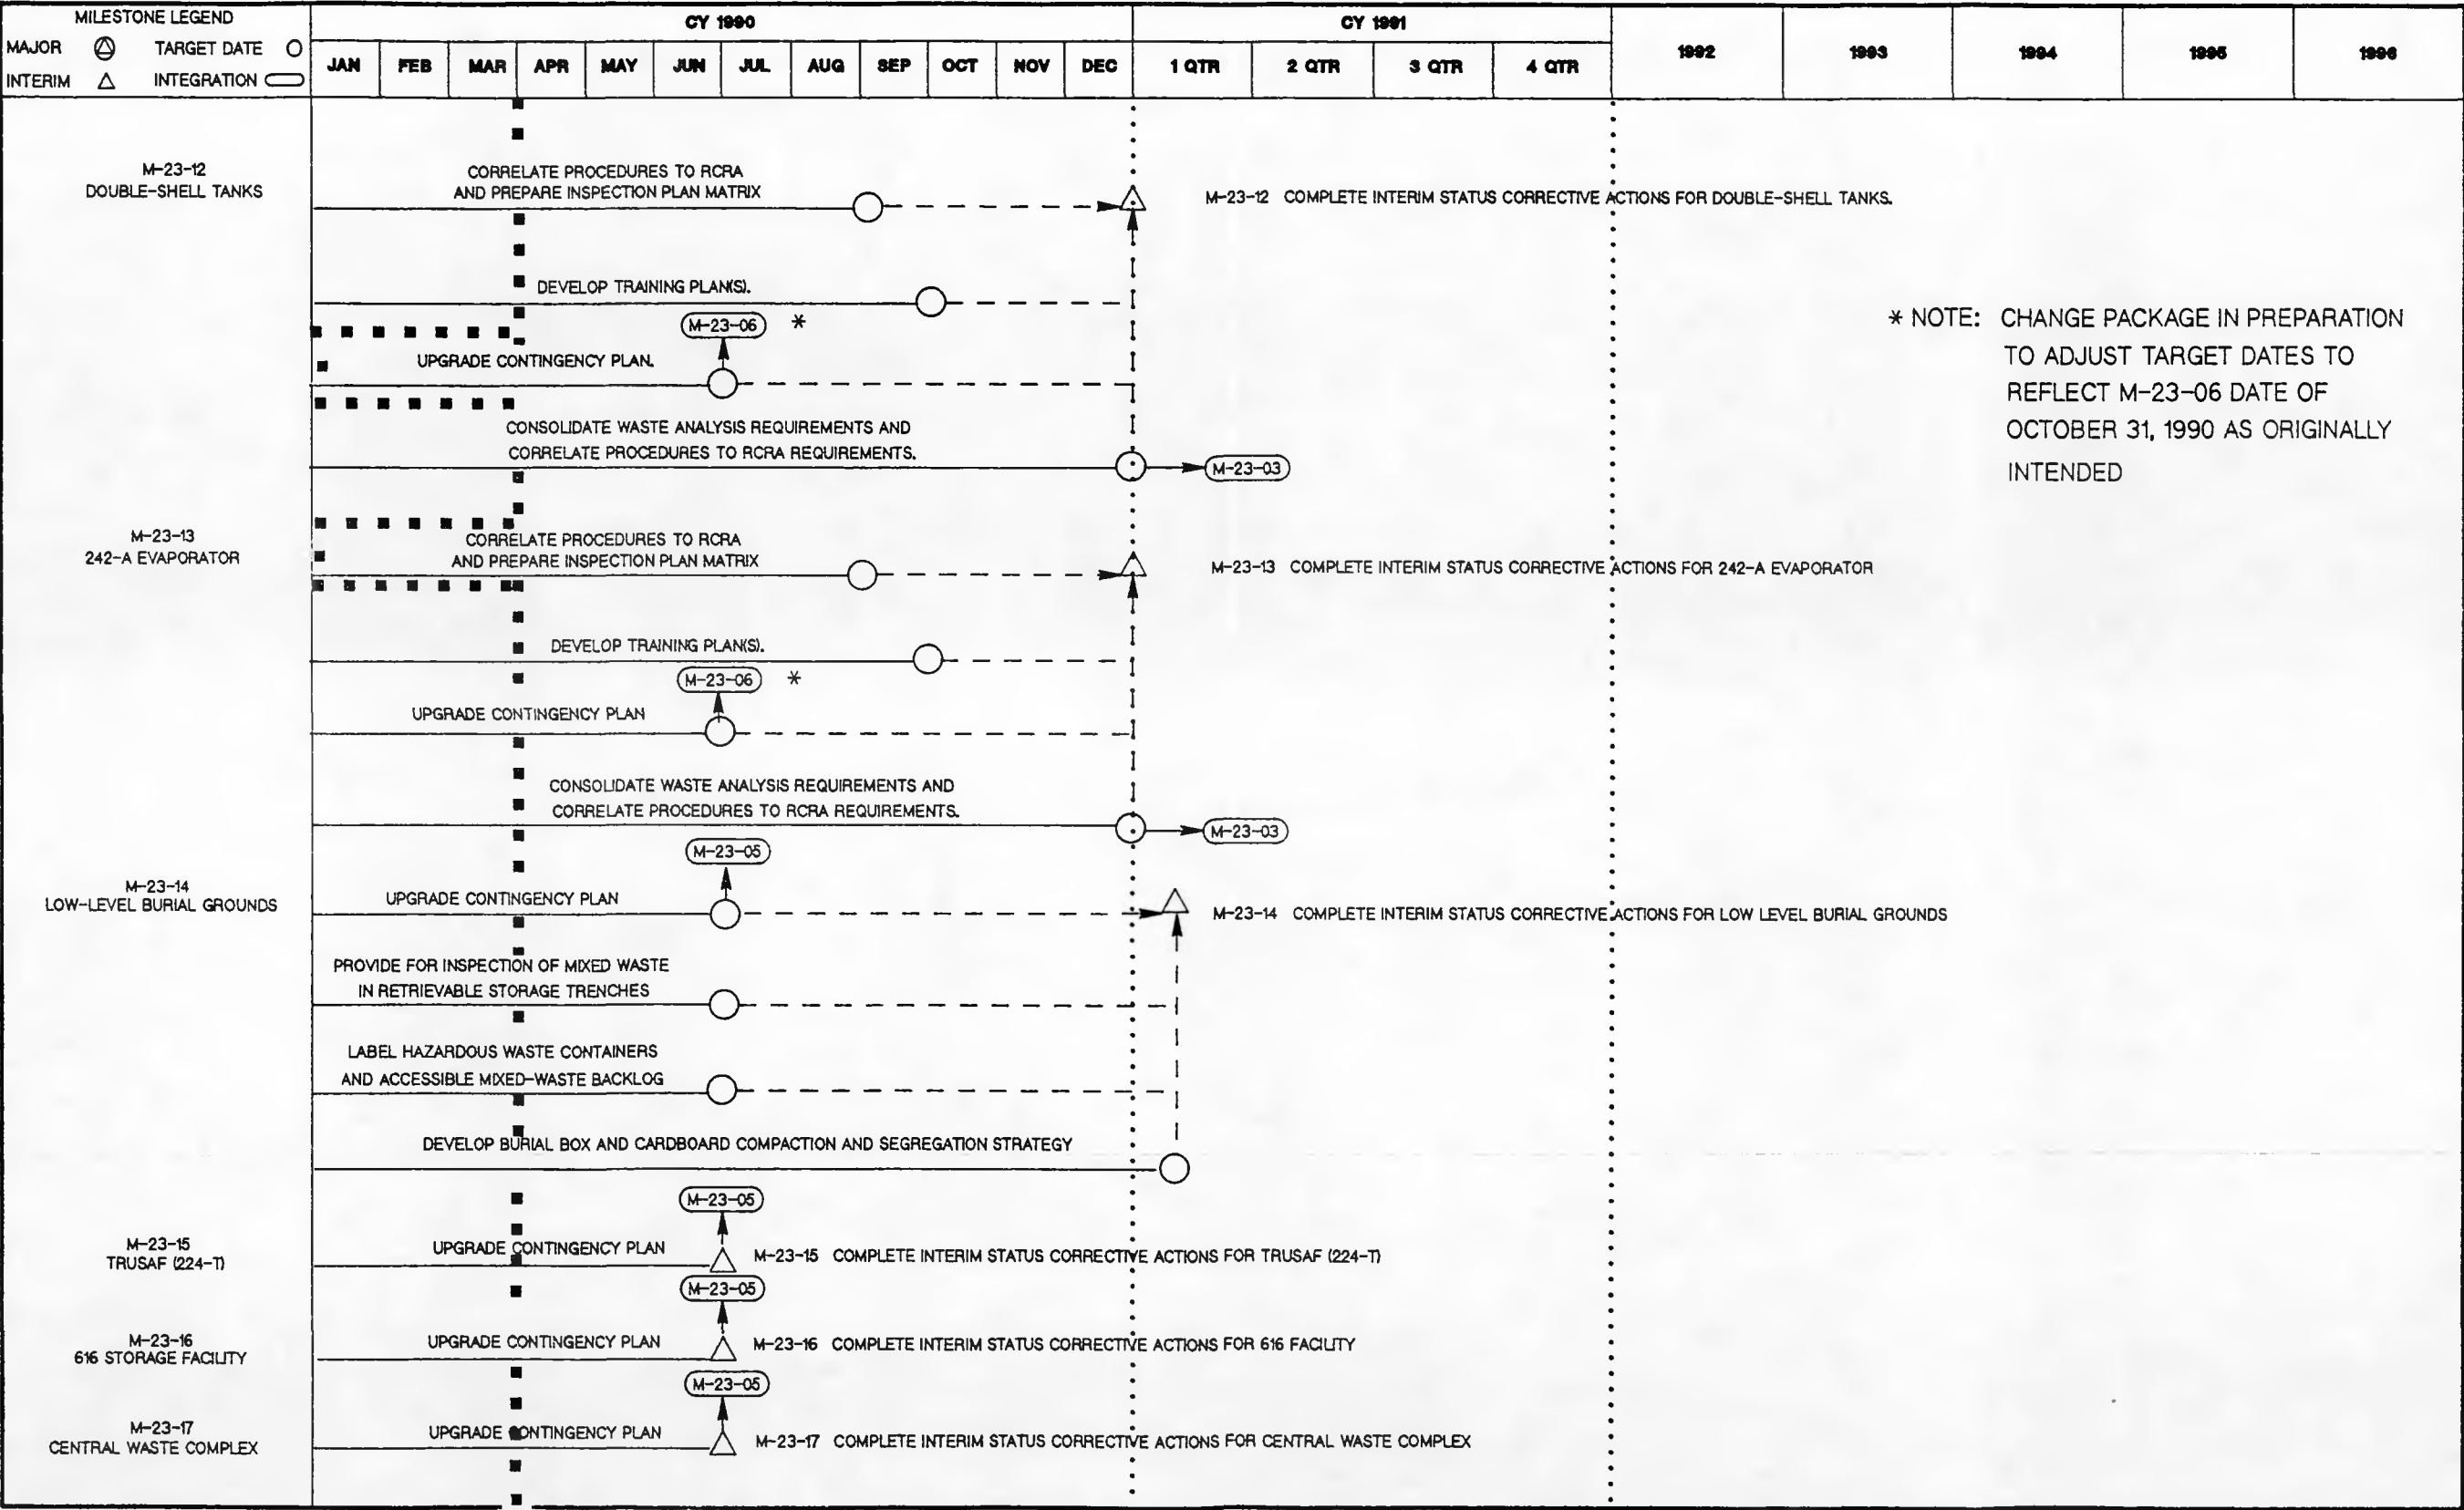 MILESTONE LEGEND
MAJOR TARGET DATE
INTERIM INTEGRATION
CY 1990
CY 1991
JAN FEB MAR APR MAY JUN JUL AUG SEP OCT NOV DEC 1 QTR 2 QTR 3 QTR 4 QTR 1992 1993 1994 1995 1996
M-23-12
DOUBLE-SHELL TANKS
CORRELATE PROCEDURES TO RCRA
AND PREPARE INSPECTION PLAN MATRIX
M-23-12 COMPLETE INTERIM STATUS CORRECTIVE ACTIONS FOR DOUBLE-SHELL TANKS.
DEVELOP TRAINING PLAN(S).
M-23-06 *
UPGRADE CONTINGENCY PLAN.
* NOTE: CHANGE PACKAGE IN PREPARATION
TO ADJUST TARGET DATES TO
REFLECT M-23-06 DATE OF
OCTOBER 31, 1990 AS ORIGINALLY
INTENDED
CONSOLIDATE WASTE ANALYSIS REQUIREMENTS AND
CORRELATE PROCEDURES TO RCRA REQUIREMENTS.
M-23-03
M-23-13
242-A EVAPORATOR
CORRELATE PROCEDURES TO RCRA
AND PREPARE INSPECTION PLAN MATRIX
M-23-13 COMPLETE INTERIM STATUS CORRECTIVE ACTIONS FOR 242-A EVAPORATOR
DEVELOP TRAINING PLAN(S).
M-23-06 *
UPGRADE CONTINGENCY PLAN
CONSOLIDATE WASTE ANALYSIS REQUIREMENTS AND
CORRELATE PROCEDURES TO RCRA REQUIREMENTS.
M-23-03
M-23-05
M-23-14
LOW-LEVEL BURIAL GROUNDS
UPGRADE CONTINGENCY PLAN
M-23-14 COMPLETE INTERIM STATUS CORRECTIVE ACTIONS FOR LOW LEVEL BURIAL GROUNDS
PROVIDE FOR INSPECTION OF MIXED WASTE
IN RETRIEVABLE STORAGE TRENCHES
LABEL HAZARDOUS WASTE CONTAINERS
AND ACCESSIBLE MIXED-WASTE BACKLOG
DEVELOP BURIAL BOX AND CARDBOARD COMPACTION AND SEGREGATION STRATEGY
M-23-05
M-23-15
TRUSAF (224-T)
UPGRADE CONTINGENCY PLAN
M-23-15 COMPLETE INTERIM STATUS CORRECTIVE ACTIONS FOR TRUSAF (224-T)
M-23-05
M-23-16
616 STORAGE FACILITY
UPGRADE CONTINGENCY PLAN
M-23-16 COMPLETE INTERIM STATUS CORRECTIVE ACTIONS FOR 616 FACILITY
M-23-05
M-23-17
CENTRAL WASTE COMPLEX
UPGRADE CONTINGENCY PLAN
M-23-17 COMPLETE INTERIM STATUS CORRECTIVE ACTIONS FOR CENTRAL WASTE COMPLEX